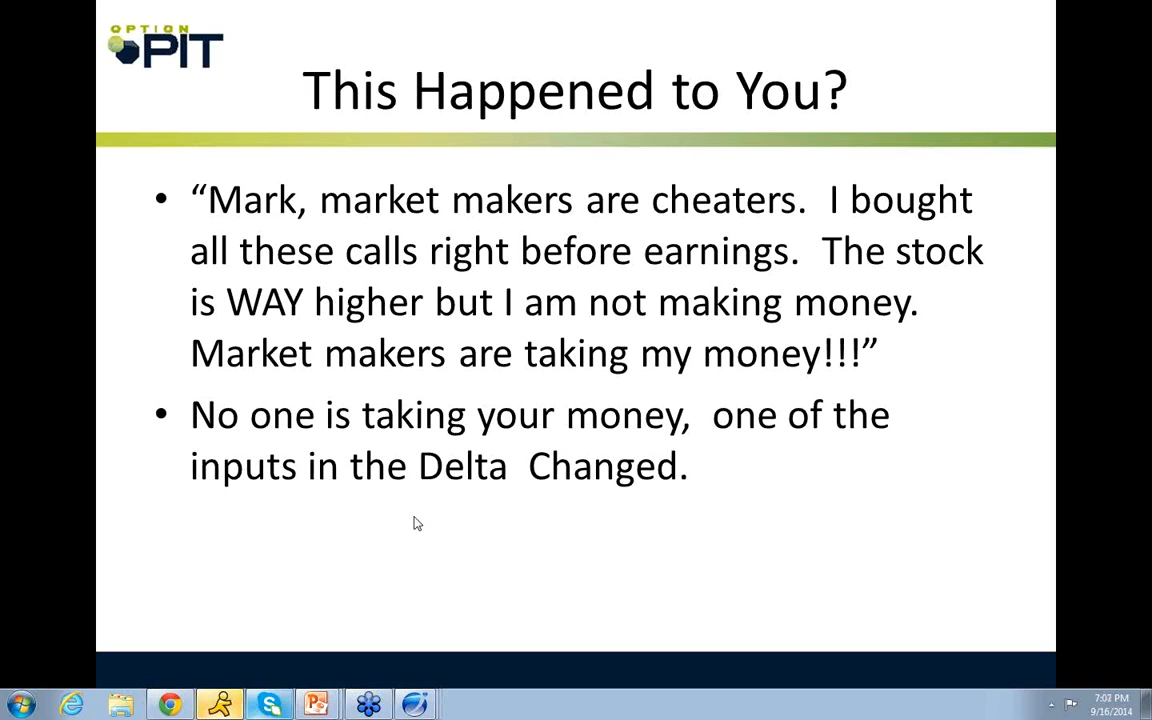 OPTION
PIT
This Happened to You?
• “Mark, market makers are cheaters.  I bought
all these calls right before earnings.  The stock
is WAY higher but I am not making money.
Market makers are taking my money!!!”
• No one is taking your money,  one of the
inputs in the Delta  Changed.
7:07 PM
9/16/2014